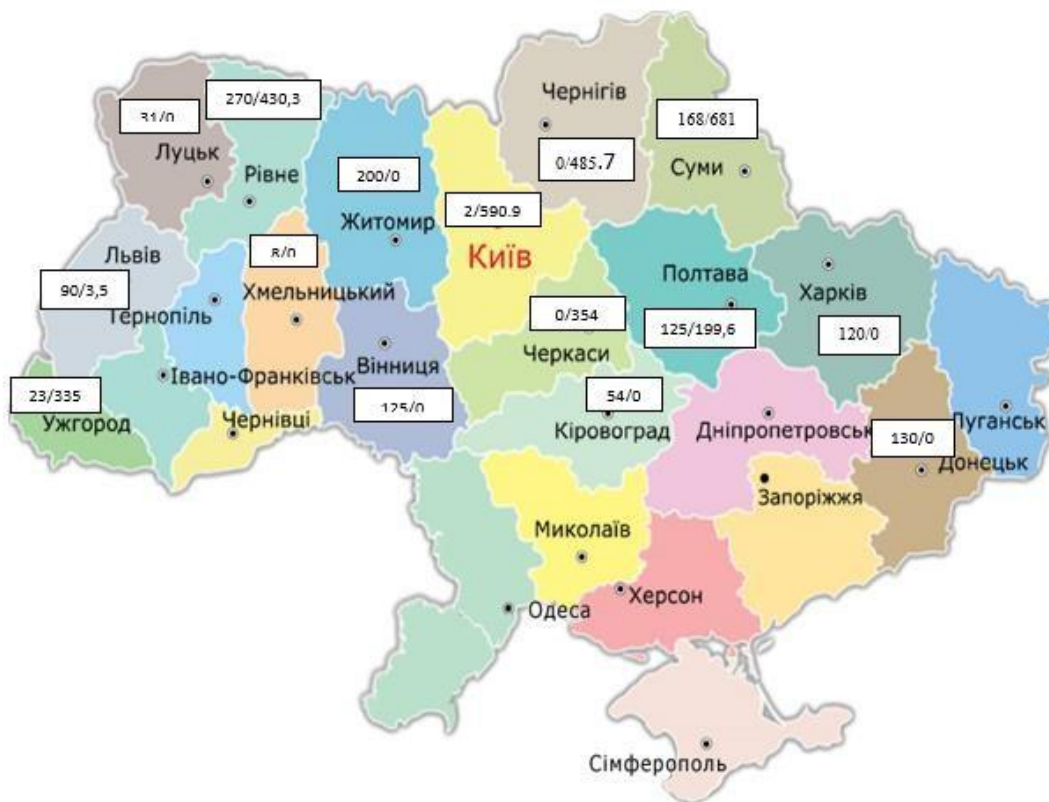 Чернігів
270/430,3
31/0
168/681
Луцьк
0/485.7
Суми
Рівне
200/0
2/590.9
Житомир
Київ
Львів
8/0
Полтава
90/3,5
Хмельницький
Харків
Тернопіль
0/354
125/199,6
120/0
Черкаси
Вінниця
Івано-Франківськ
23/335
125/0
54/0
Ужгород
Чернівці
Кіровоград
Дніпропетровськ
Луганськ
130/0
Донецьк
Запоріжжя
Миколаїв
Херсон
Одеса
Сімферополь